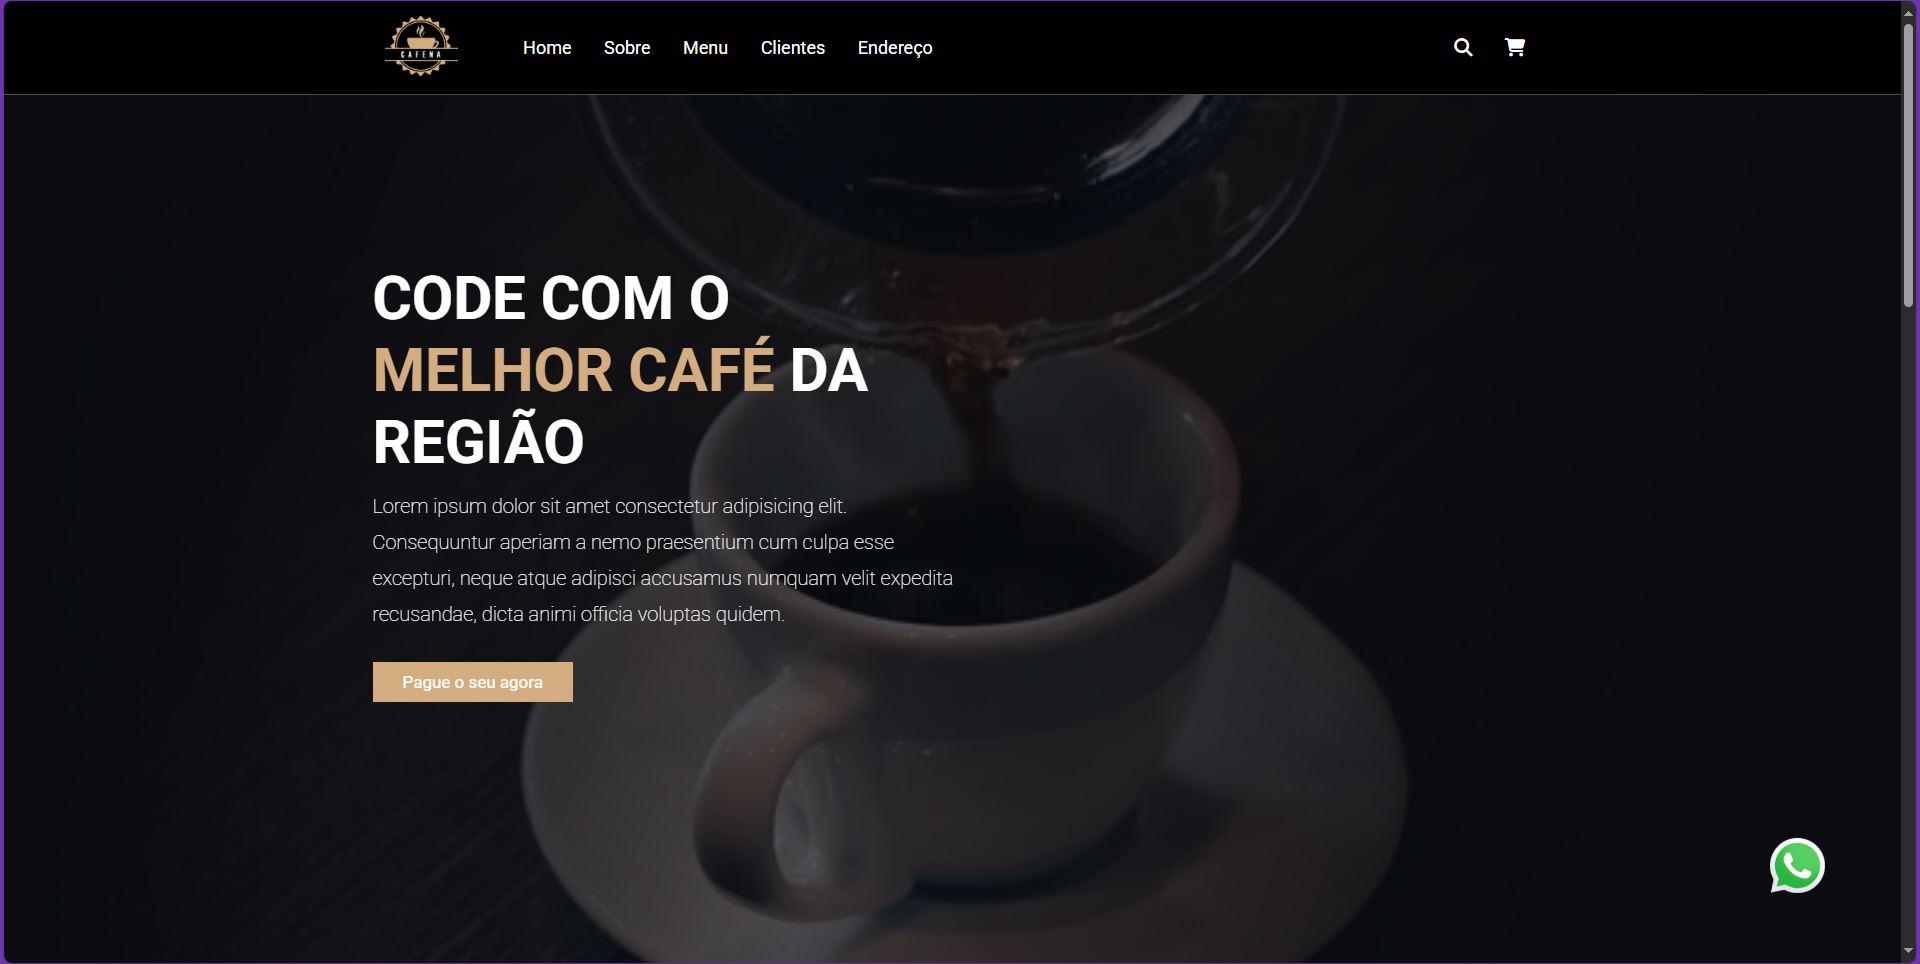 CAFENA
Home Sobre Menu Clientes Endereço
CODE COM O
MELHOR CAFÉ DA
REGIÃO
Lorem ipsum dolor sit amet consectetur adipisicing elit.
Consequuntur aperiam a nemo praesentium cum culpa esse
excepturi, neque atque adipisci accusamus numquam velit expedita
recusandae, dicta animi officia voluptas quidem.
Pague o seu agora